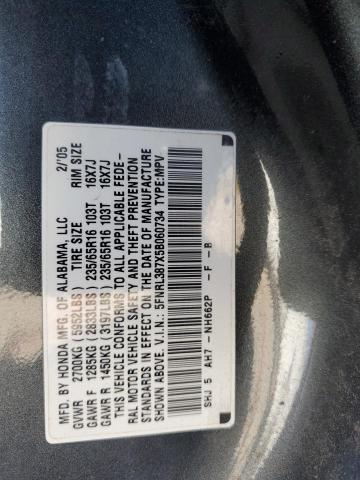 MFD. BY HONDA MFG. OF ALABAMA, LLC 2/'05
GVWR 2700KG (5952LBS) TIRE SIZE RIM SIZE
GAWR F 1285KG (2833LBS) 235/65R16 103T 16X7J
GAWR R 1450KG (3197LBS) 235/65R16 103T 16X7J
THIS VEHICLE CONFORMS TO ALL APPLICABLE FEDE-
RAL MOTOR VEHICLE SAFETY AND THEFT PREVENTION
STANDARDS IN EFFECT ON THE DATE OF MANUFACTURE
SHOWN ABOVE. V.I.N.: 5FNRL387X5B060734 TYPE:MPV
SHJ 5 AH7 - NH662P - F - B